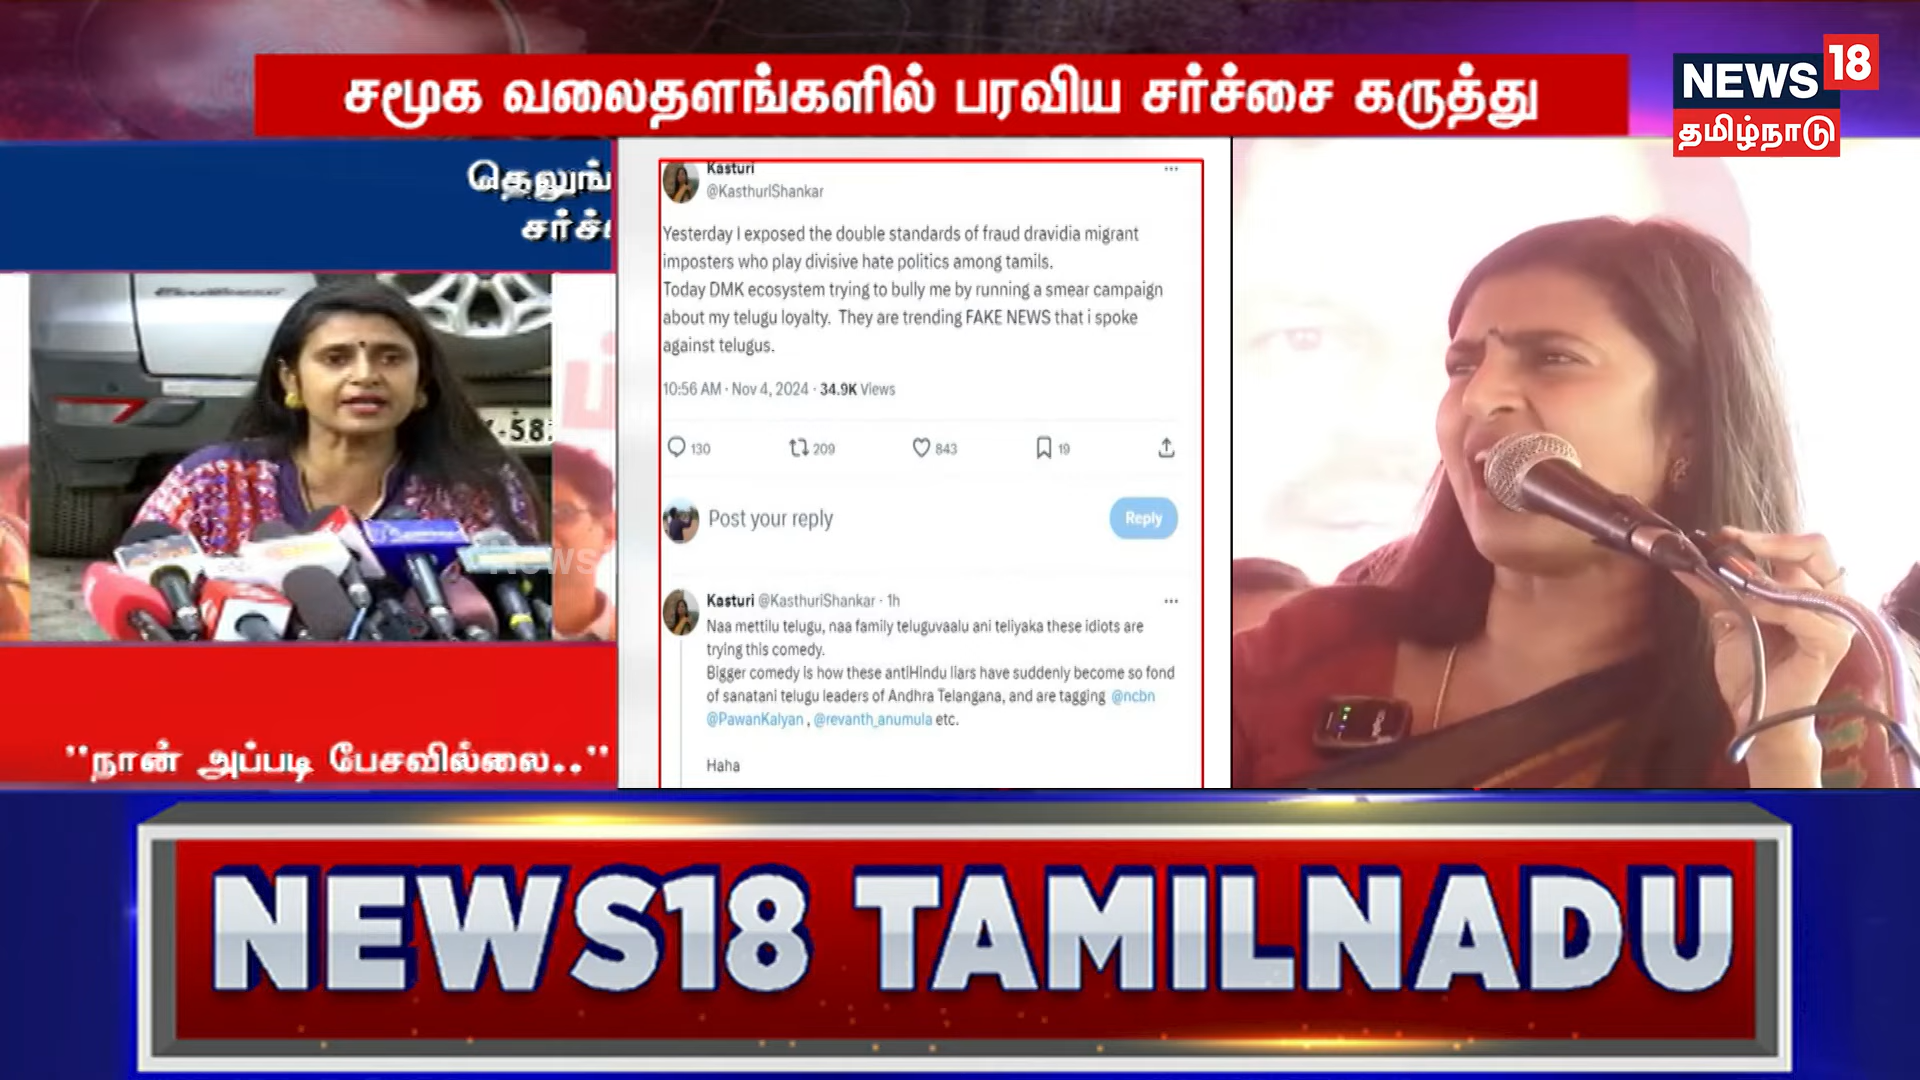 சமூக வலைதளங்களில் பரவிய சர்ச்சை கருத்து
NEWS 18
தமிழ்நாடு
தெலுங்
சர்ச்
"நான் அப்படி பேசவில்லை.."
NEWS
-58
Kasturi
@KasthuriShankar
Yesterday I exposed the double standards of fraud dravidia migrant
imposters who play divisive hate politics among tamils.
Today DMK ecosystem trying to bully me by running a smear campaign
about my telugu loyalty. They are trending FAKE NEWS that i spoke
against telugus.
10:56 AM · Nov 4, 2024 · 34.9K Views
130 209 843 19
Post your reply
Reply
Kasturi @KasthuriShankar · 1h
Naa mettilu telugu, naa family teluguvaalu ani teliyaka these idiots are
trying this comedy.
Bigger comedy is how these antiHindu liars have suddenly become so fond
of sanatani telugu leaders of Andhra Telangana, and are tagging @ncbn
@PawanKalyan , @revanth_anumula etc.
Haha
NEWS18 TAMILNADU